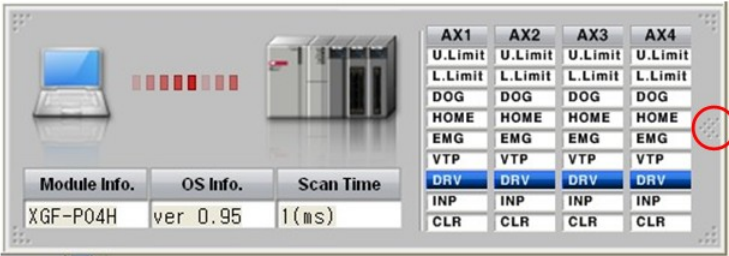 AX1 AX2 AX3 AX4
U.Limit U.Limit U.Limit U.Limit
L.Limit L.Limit L.Limit L.Limit
DOG DOG DOG DOG
HOME HOME HOME HOME
EMG EMG EMG EMG
VTP VTP VTP VTP
DRV DRV DRV DRV
INP INP INP INP
CLR CLR CLR CLR
Module Info. OS Info. Scan Time
XGF-PO4H ver 0.95 1(ms)